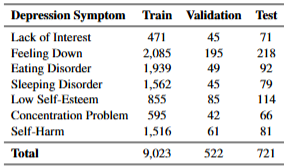 Depression Symptom Train Validation Test
Lack of Interest 471 45 71
Feeling Down 2,085 195 218
Eating Disorder 1,939 49 92
Sleeping Disorder 1,562 45 79
Low Self-Esteem 855 85 114
Concentration Problem 595 42 66
Self-Harm 1,516 61 81
Total 9,023 522 721